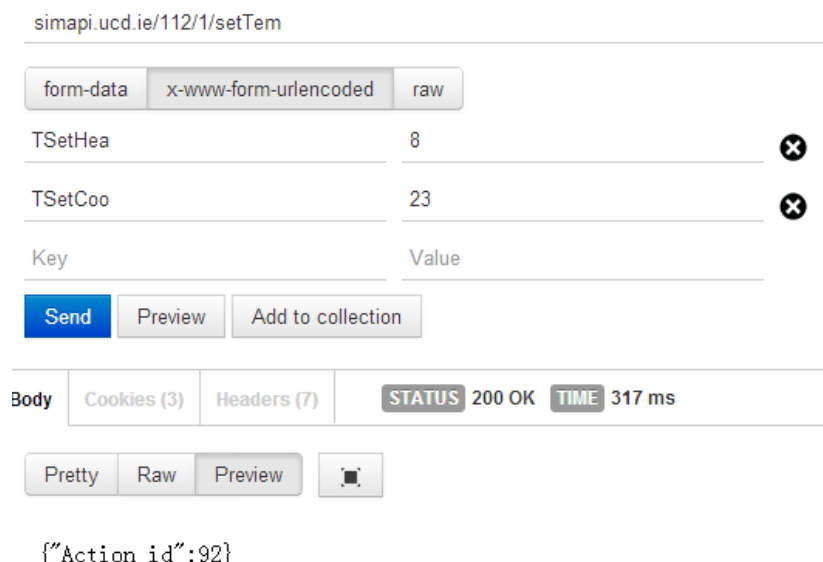 simapi.ucd.ie/112/1/setTem
form-data x-www-form-urlencoded raw
TSetHea 8
TSetCoo 23
Key Value
Send Preview Add to collection
Body Cookies (3) Headers (7) STATUS 200 OK TIME 317 ms
Pretty Raw Preview
{"Action id":92}